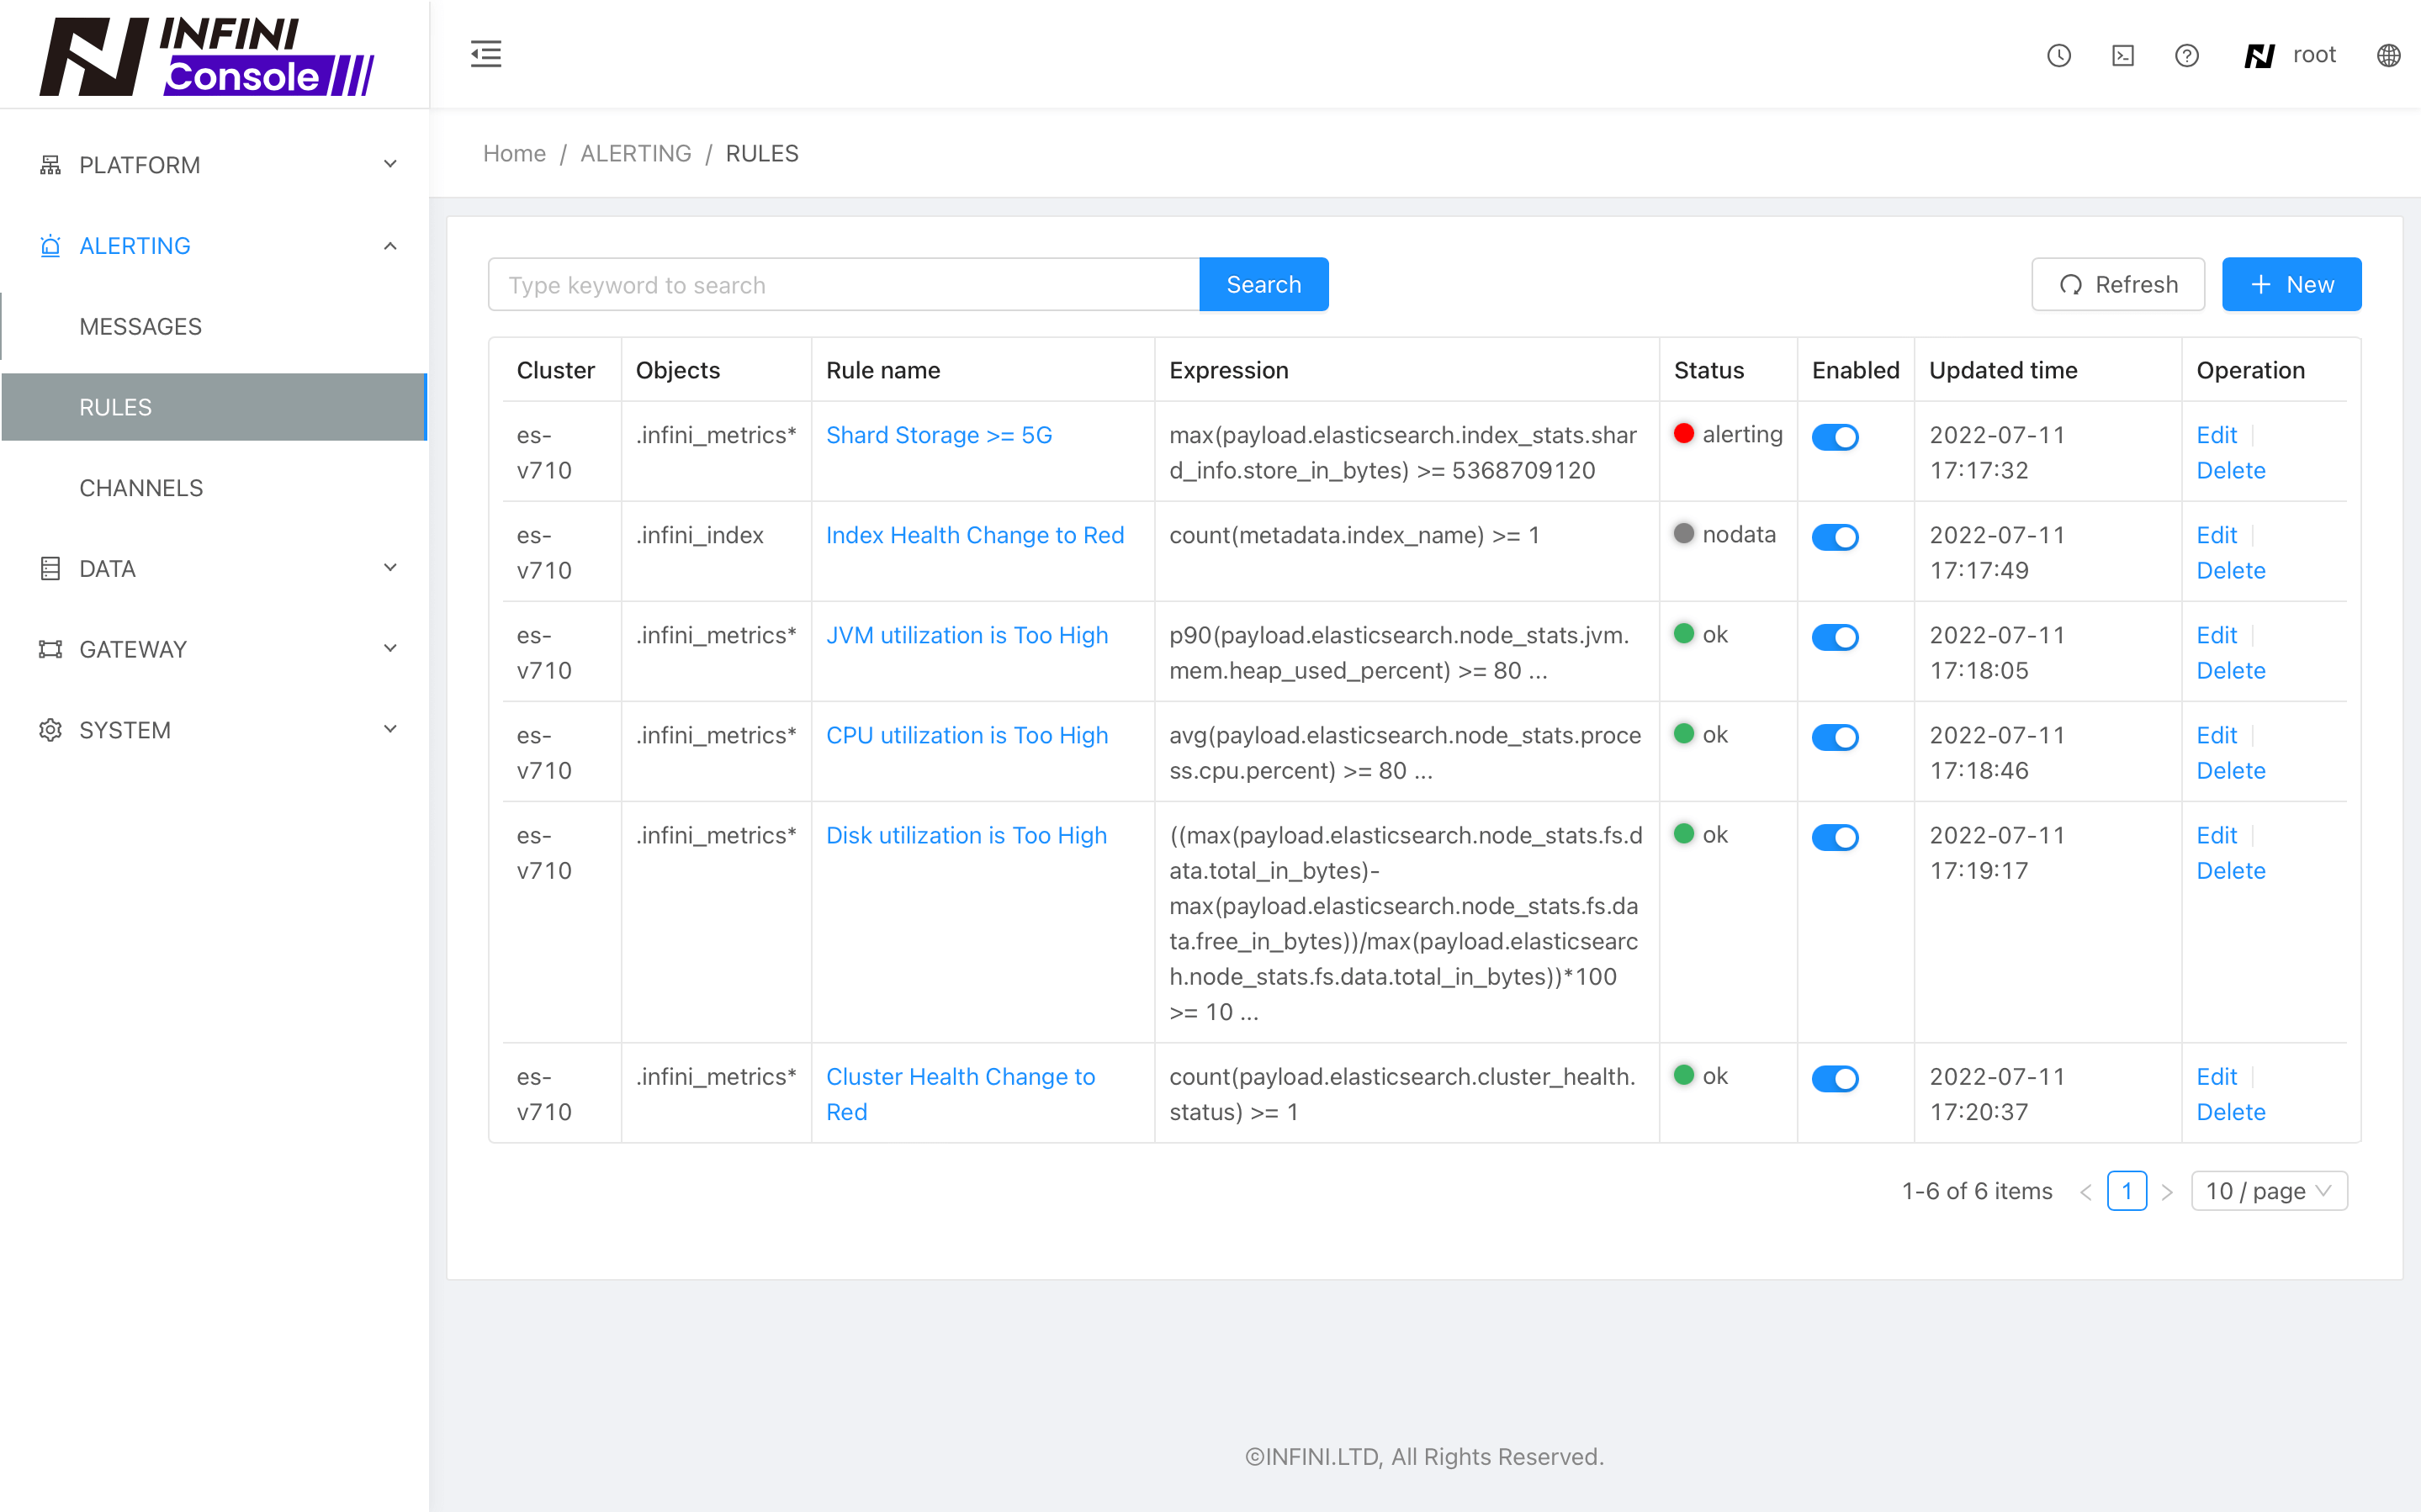 INFINI
Console
root
PLATFORM
ALERTING
MESSAGES
RULES
CHANNELS
DATA
GATEWAY
SYSTEM
Home / ALERTING / RULES
Type keyword to search
Search
Refresh
+ New
Cluster Objects Rule name Expression Status Enabled Updated time Operation
es- .infini_metrics* Shard Storage >= 5G max(payload.elasticsearch.index_stats.shar alerting 2022-07-11 Edit
v710 d_info.store_in_bytes) >= 5368709120 17:17:32 Delete
es- .infini_index Index Health Change to Red count(metadata.index_name) >= 1 nodata 2022-07-11 Edit
v710 17:17:49 Delete
es- .infini_metrics* JVM utilization is Too High p90(payload.elasticsearch.node_stats.jvm. ok 2022-07-11 Edit
v710 mem.heap_used_percent) >= 80 ... 17:18:05 Delete
es- .infini_metrics* CPU utilization is Too High avg(payload.elasticsearch.node_stats.proce ok 2022-07-11 Edit
v710 ss.cpu.percent) >= 80 ... 17:18:46 Delete
es- .infini_metrics* Disk utilization is Too High ((max(payload.elasticsearch.node_stats.fs.d ok 2022-07-11 Edit
v710 ata.total_in_bytes)- 17:19:17 Delete
max(payload.elasticsearch.node_stats.fs.da
ta.free_in_bytes))/max(payload.elasticsearc
h.node_stats.fs.data.total_in_bytes))*100
>= 10 ...
es- .infini_metrics* Cluster Health Change to count(payload.elasticsearch.cluster_health. ok 2022-07-11 Edit
v710 Red status) >= 1 17:20:37 Delete
1-6 of 6 items < 1 > 10 / page
©INFINI.LTD, All Rights Reserved.